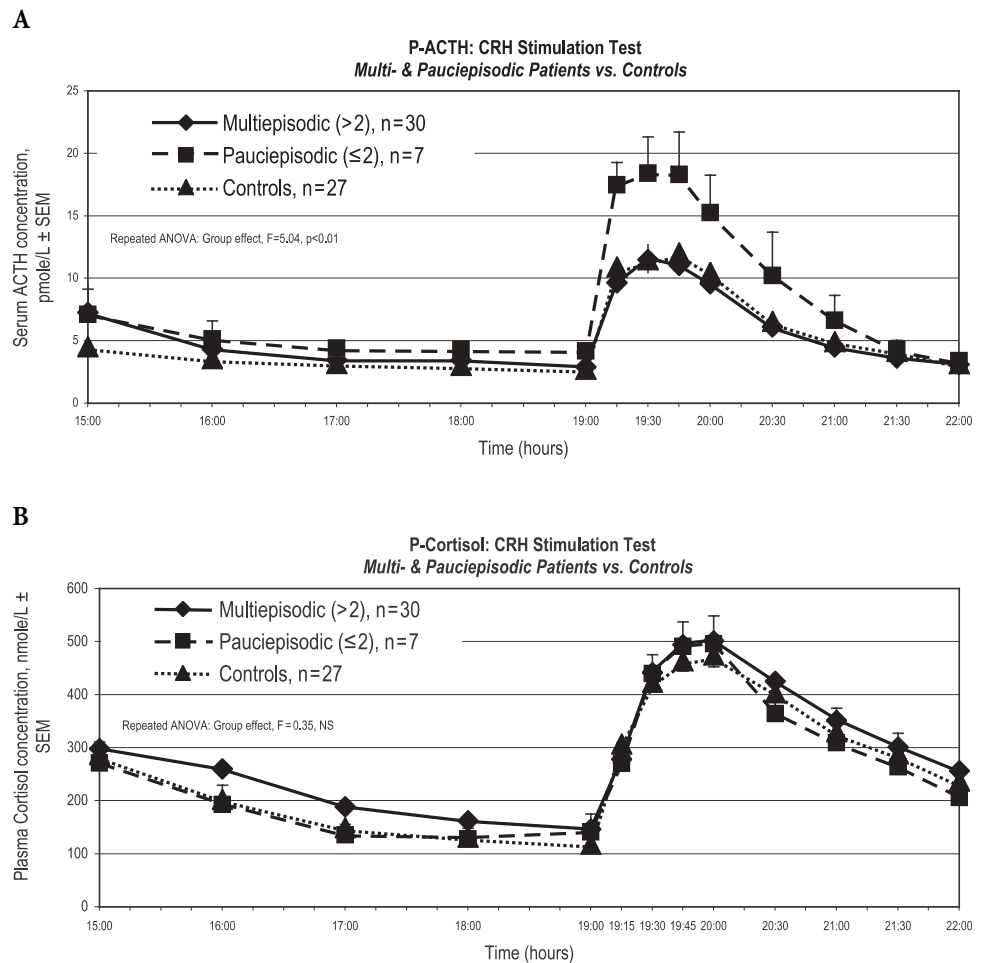 A
P-ACTH: CRH Stimulation Test
Multi- & Pauciepisodic Patients vs. Controls
Serum ACTH concentration,
pmole/L ± SEM
25
20
15
10
5
0
Multiepisodic (>2), n=30
Pauciepisodic (≤2), n=7
Controls, n=27
Repeated ANOVA: Group effect, F=5.04, p<0.01
15:00 16:00 17:00 18:00 19:00 19:30 20:00 20:30 21:00 21:30 22:00
Time (hours)
B
P-Cortisol: CRH Stimulation Test
Multi- & Pauciepisodic Patients vs. Controls
Plasma Cortisol concentration, nmole/L ±
SEM
600
500
400
300
200
100
0
Multiepisodic (>2), n=30
Pauciepisodic (≤2), n=7
Controls, n=27
Repeated ANOVA: Group effect, F=0.35, NS
15:00 16:00 17:00 18:00 19:00 19:15 19:30 19:45 20:00 20:30 21:00 21:30 22:00
Time (hours)